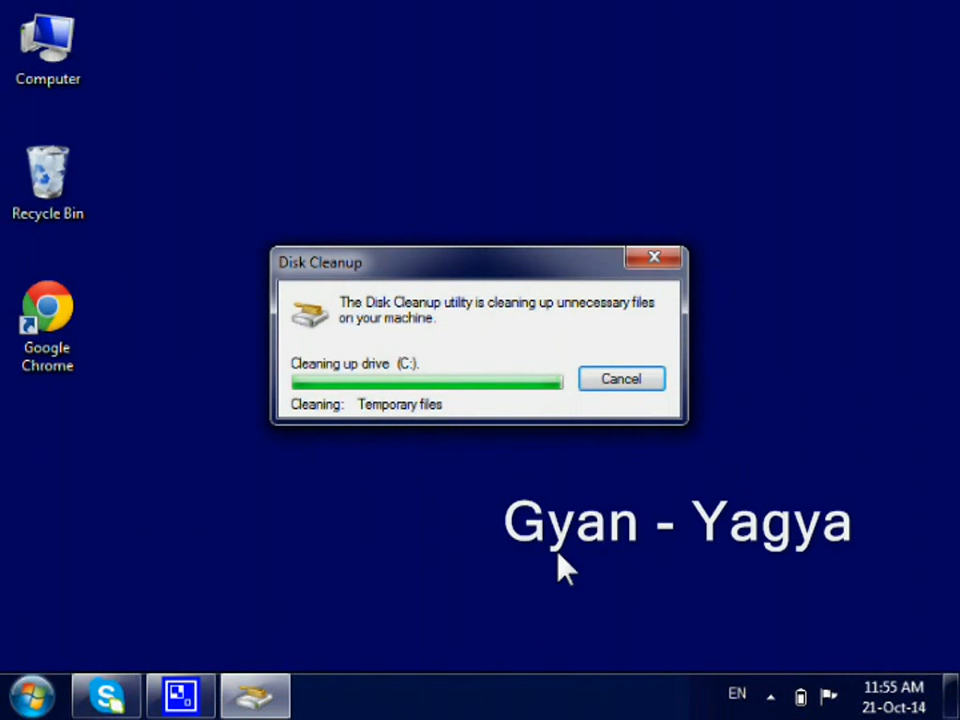 Computer
Recycle Bin
Google
Chrome
Disk Cleanup
The Disk Cleanup utility is cleaning up unnecessary files
on your machine.
Cleaning up drive (C:).
Cancel
Cleaning: Temporary files
Gyan - Yagya
EN
11:55 AM
21-Oct-14